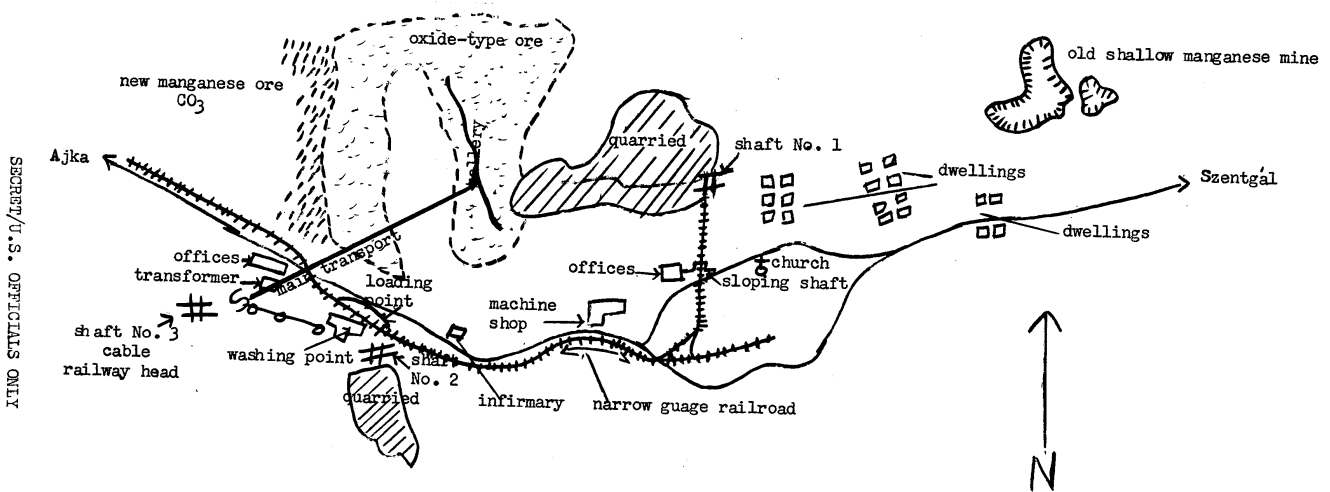 oxide-type ore
old shallow manganese mine
new manganese ore
CO3
quarried
shaft No. 1
Ajka
dwellings
Szentgál
dwellings
offices
transformer
main transport
loading
point
offices
church
sloping shaft
machine
shop
shaft No. 3
cable
railway head
washing point
shaft
No. 2
quarried
infirmary
narrow guage railroad
N
SECRET/U.S. OFFICIALS ONLY